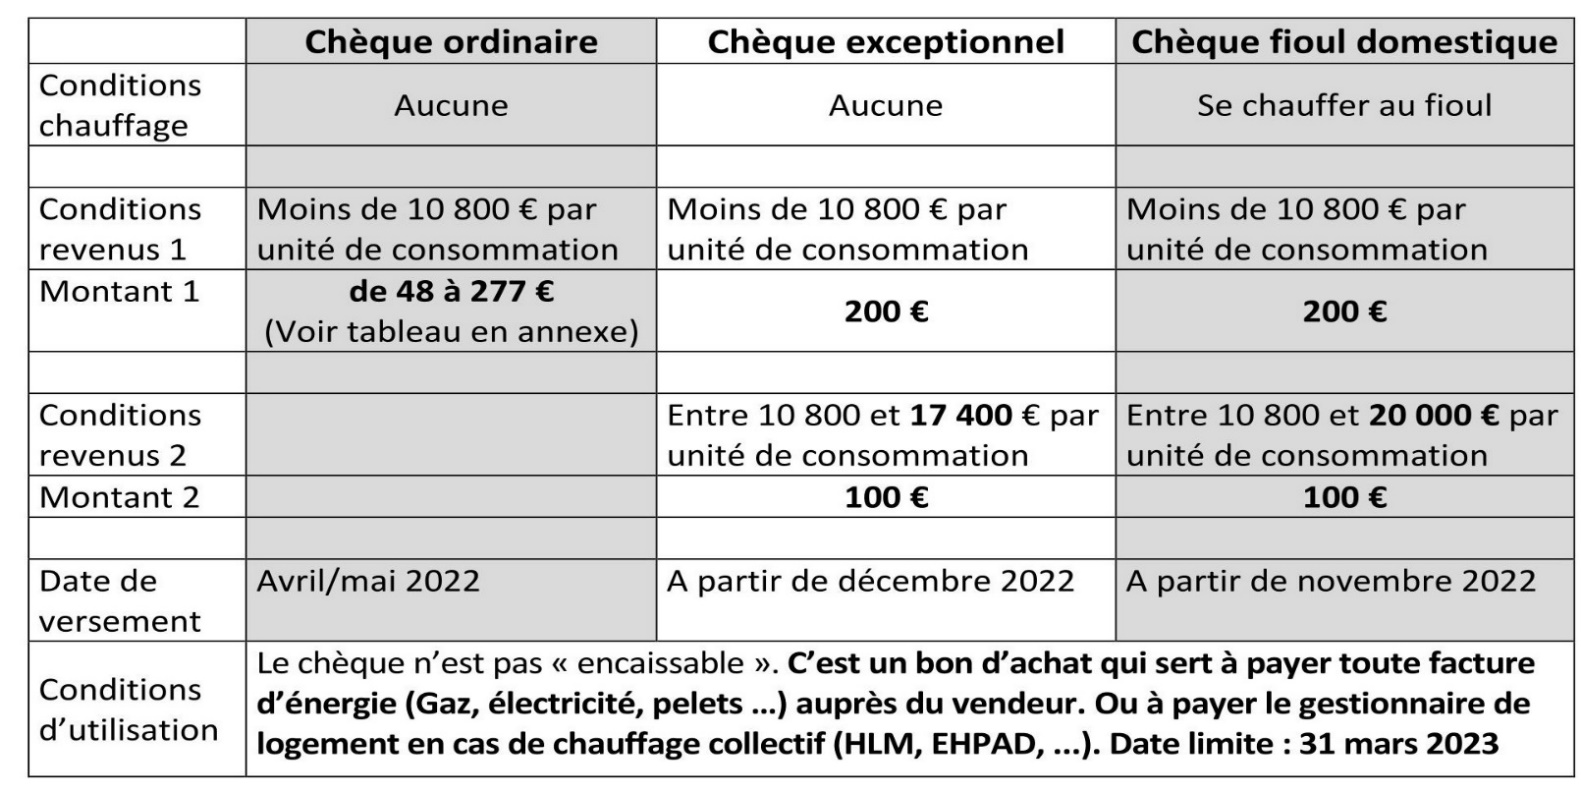 Chèque ordinaire Chèque exceptionnel Chèque fioul domestique
Conditions
chauffage
Aucune
Aucune
Se chauffer au fioul
Conditions
revenus 1
Moins de 10 800 € par
unité de consommation
Moins de 10 800 € par
unité de consommation
Moins de 10 800 € par
unité de consommation
Montant 1
de 48 à 277 €
(Voir tableau en annexe)
200 €
200 €
Conditions
revenus 2
Entre 10 800 et 17 400 € par
unité de consommation
Entre 10 800 et 20 000 € par
unité de consommation
Montant 2
100 €
100 €
Date de
versement
Avril/mai 2022
A partir de décembre 2022
A partir de novembre 2022
Conditions
d’utilisation
Le chèque n’est pas « encaissable ». C’est un bon d’achat qui sert à payer toute facture
d’énergie (Gaz, électricité, pelets ...) auprès du vendeur. Ou à payer le gestionnaire de
logement en cas de chauffage collectif (HLM, EHPAD, ...). Date limite : 31 mars 2023